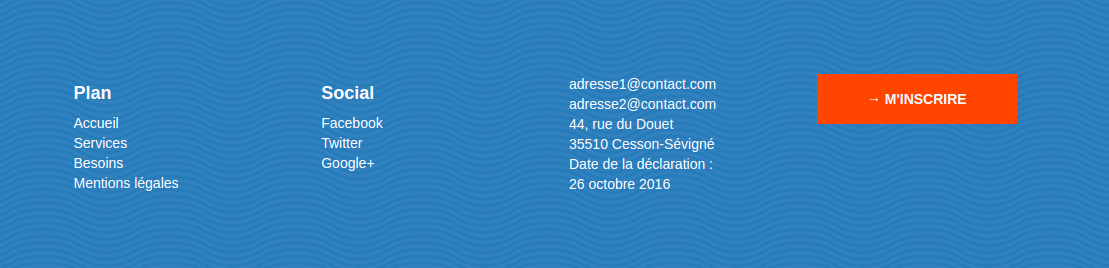 Plan
Accueil
Services
Besoins
Mentions légales
Social
Facebook
Twitter
Google+
adresse1@contact.com
adresse2@contact.com
44, rue du Douet
35510 Cesson-Sévigné
Date de la déclaration :
26 octobre 2016
→ M'INSCRIRE